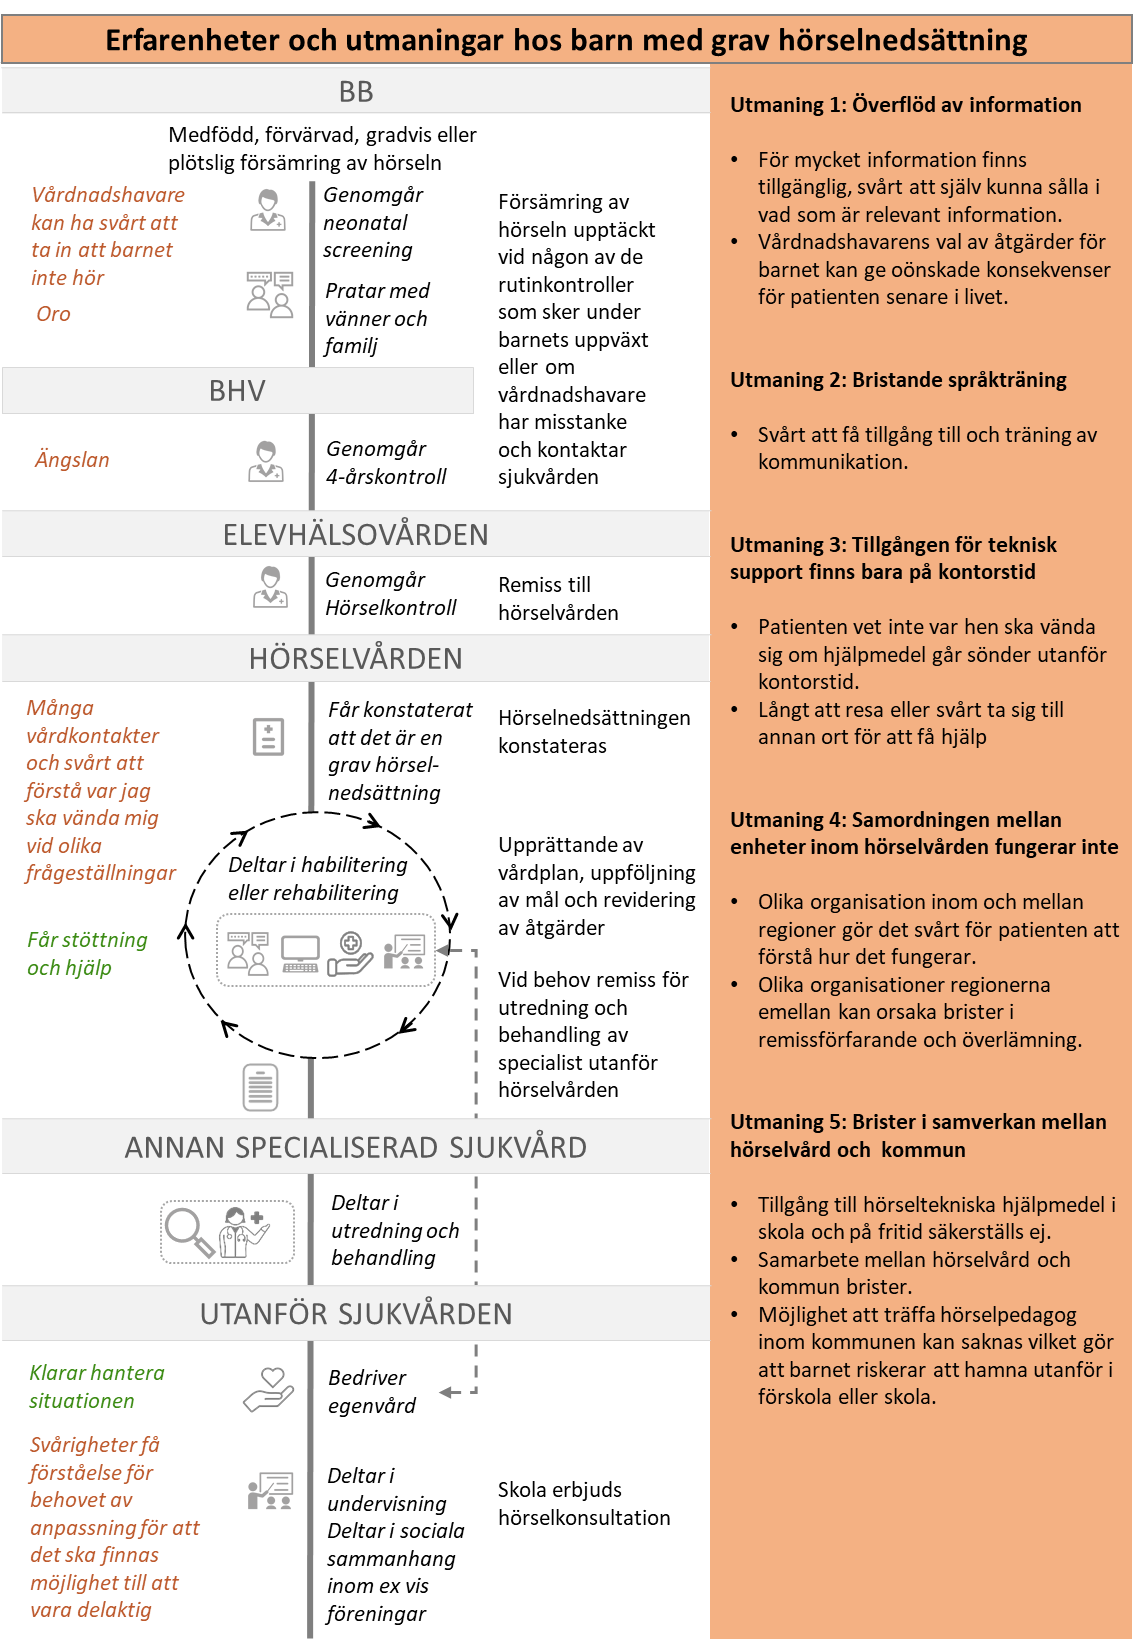 Erfarenheter och utmaningar hos barn med grav hörselnedsättning
BB
Medfödd, förvärvad, gradvis eller
plötslig försämring av hörseln
Vårdnadshavare
kan ha svårt att
ta in att barnet
inte hör
Oro
Genomgår
neonatal
screening
Pratar med
vänner och
familj
Försämring av
hörseln upptäckt
vid någon av de
rutinkontroller
som sker under
barnets uppväxt
eller om
vårdnadshavare
har misstanke
och kontaktar
sjukvården
BHV
Ängslan
Genomgår
4-årskontroll
ELEVHÄLSOVÅRDEN
Genomgår
Hörselkontroll
Remiss till
hörselvården
HÖRSELVÅRDEN
Många
vårdkontakter
och svårt att
förstå var jag
ska vända mig
vid olika
frågeställningar
Får stöttning
och hjälp
Får konstaterat
att det är en
grav hörsel-
nedsättning
Hörselnedsättningen
konstateras
Deltar i habilitering
eller rehabilitering
Upprättande av
vårdplan, uppföljning
av mål och revidering
av åtgärder
Vid behov remiss för
utredning och
behandling av
specialist utanför
hörselvården
ANNAN SPECIALISERAD SJUKVÅRD
Deltar i
utredning och
behandling
UTANFÖR SJUKVÅRDEN
Klarar hantera
situationen
Bedriver
egenvård
Svårigheter få
förståelse för
behovet av
anpassning för att
det ska finnas
möjlighet till att
vara delaktig
Deltar i
undervisning
Deltar i sociala
sammanhang
inom ex vis
föreningar
Skola erbjuds
hörselkonsultation
Utmaning 1: Överflöd av information
• För mycket information finns
tillgänglig, svårt att själv kunna sålla i
vad som är relevant information.
• Vårdnadshavarens val av åtgärder för
barnet kan ge oönskade konsekvenser
för patienten senare i livet.
Utmaning 2: Bristande språkträning
• Svårt att få tillgång till och träning av
kommunikation.
Utmaning 3: Tillgången för teknisk
support finns bara på kontorstid
• Patienten vet inte var hen ska vända
sig om hjälpmedel går sönder utanför
kontorstid.
• Långt att resa eller svårt ta sig till
annan ort för att få hjälp
Utmaning 4: Samordningen mellan
enheter inom hörselvården fungerar inte
• Olika organisation inom och mellan
regioner gör det svårt för patienten att
förstå hur det fungerar.
• Olika organisationer regionerna
emellan kan orsaka brister i
remissförfarande och överlämning.
Utmaning 5: Brister i samverkan mellan
hörselvård och kommun
• Tillgång till hörseltekniska hjälpmedel i
skola och på fritid säkerställs ej.
• Samarbete mellan hörselvård och
kommun brister.
• Möjlighet att träffa hörselpedagog
inom kommunen kan saknas vilket gör
att barnet riskerar att hamna utanför i
förskola eller skola.